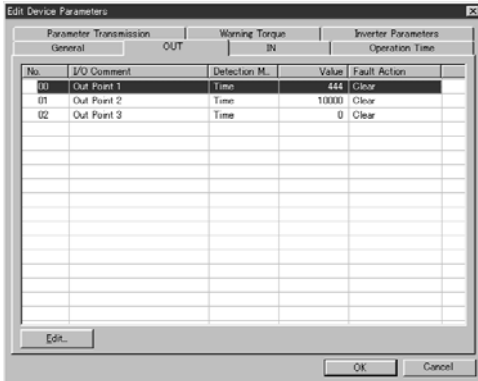 Edit Device Parameters
Parameter Transmission Warning Torque Inverter Parameters
General OUT IN Operation Time
No. I/O Comment Detection M... Value Fault Action
00 Out Point 1 Time 444 Clear
01 Out Point 2 Time 10000 Clear
02 Out Point 3 Time 0 Clear
Edit...
OK Cancel